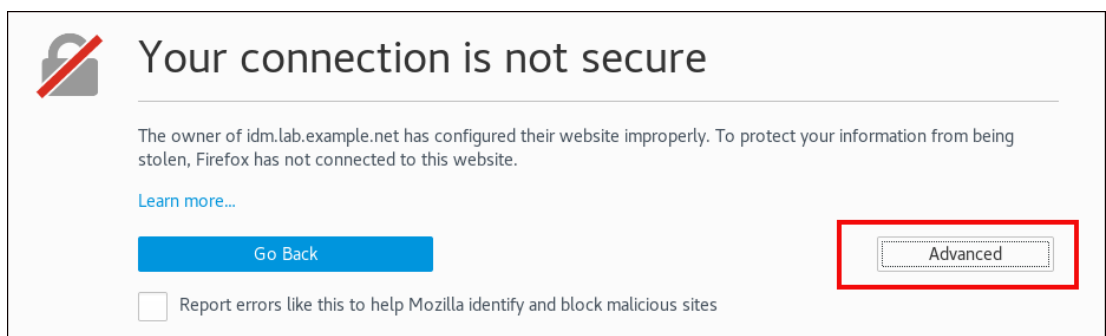 Your connection is not secure
The owner of idm.lab.example.net has configured their website improperly. To protect your information from being
stolen, Firefox has not connected to this website.
Learn more...
Go Back
Advanced
Report errors like this to help Mozilla identify and block malicious sites